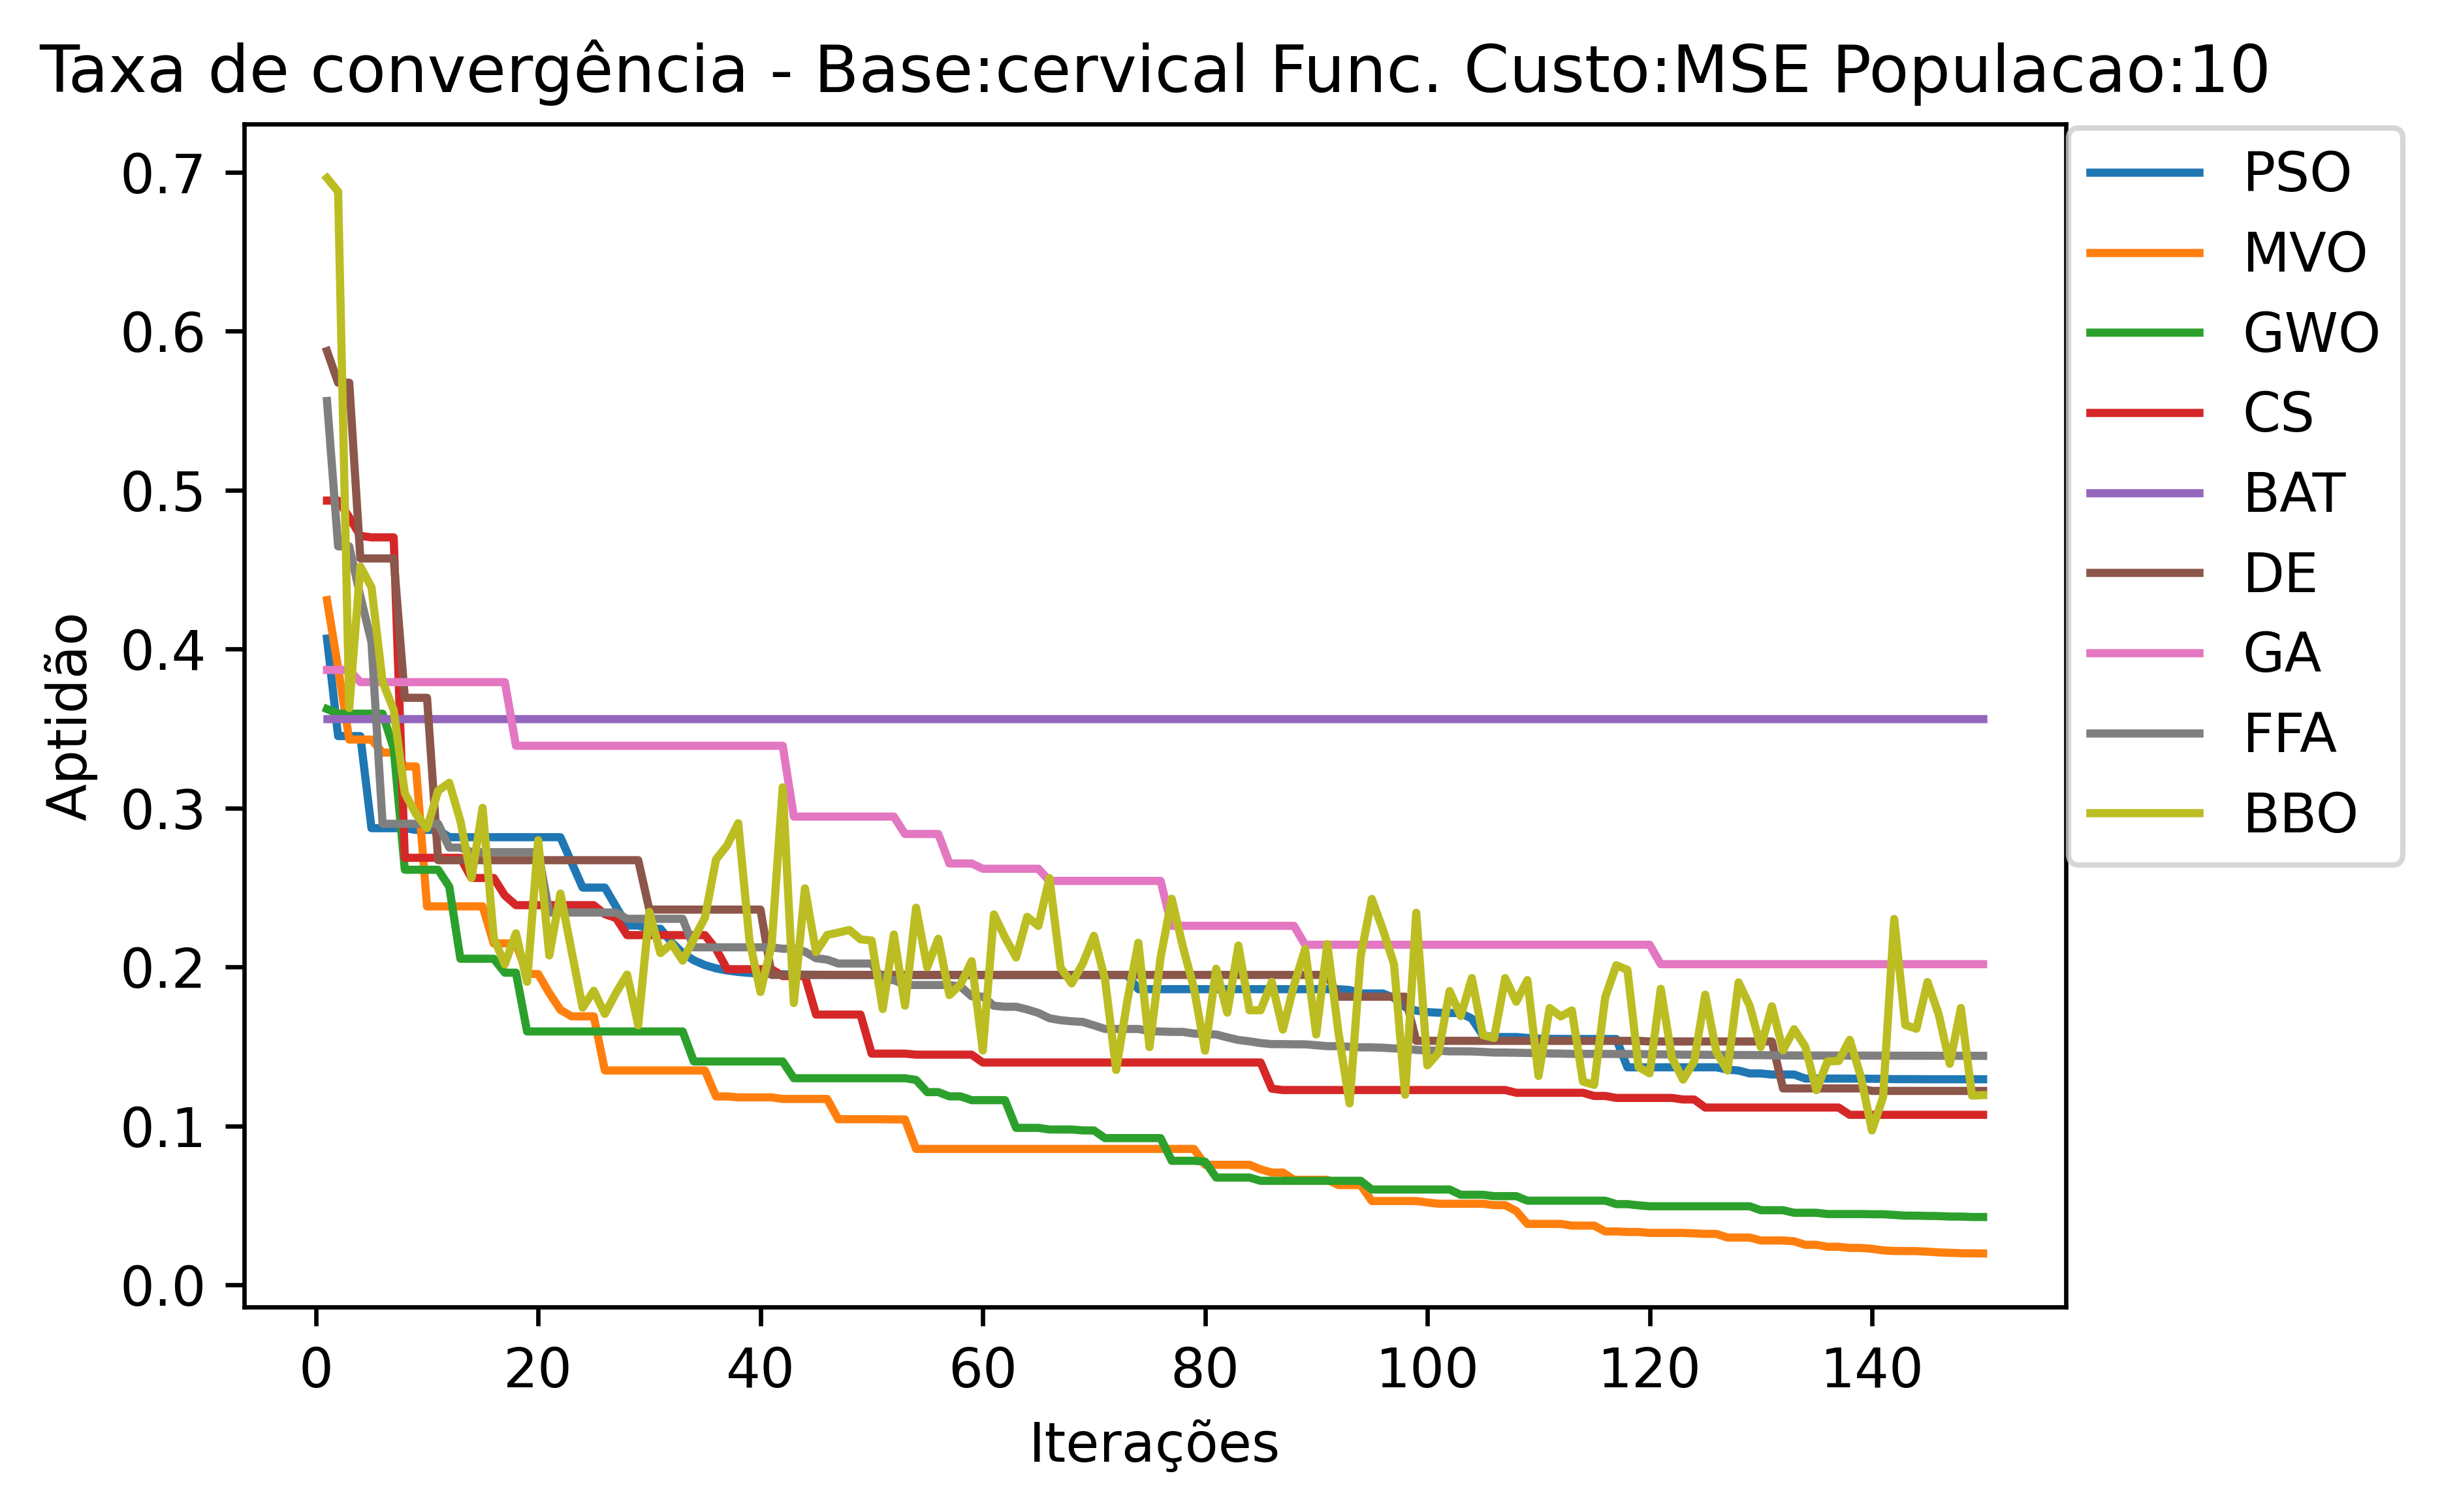 Taxa de convergência - Base:cervical Func. Custo:MSE Populacao:10
0.7
0.6
0.5
0.4
0.3
0.2
0.1
0.0
Aptidão
0 20 40 60 80 100 120 140
Iterações
PSO
MVO
GWO
CS
BAT
DE
GA
FFA
BBO